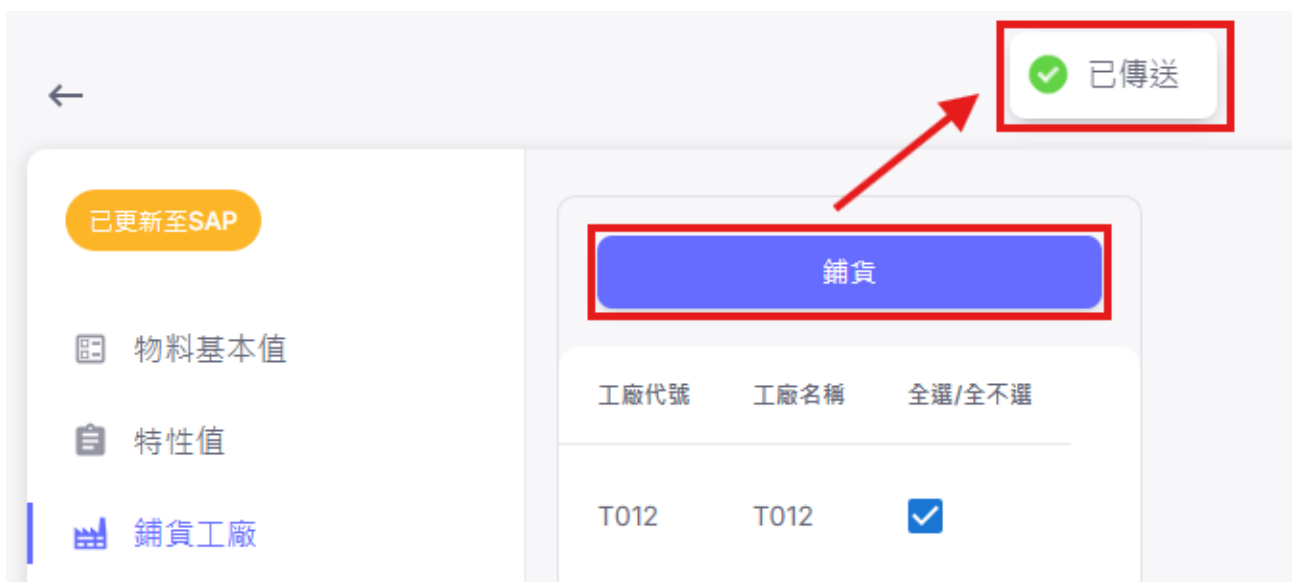 已傳送
已更新至SAP
物料基本值
特性值
鋪貨工廠
鋪貨
工廠代號 工廠名稱 全選/全不選
T012 T012